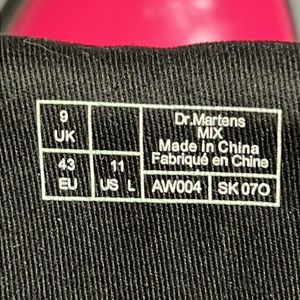 9
UK
43
EU
11
US L
Dr.Martens
MIX
Made in China
Fabriqué en Chine
AW004
SK07O